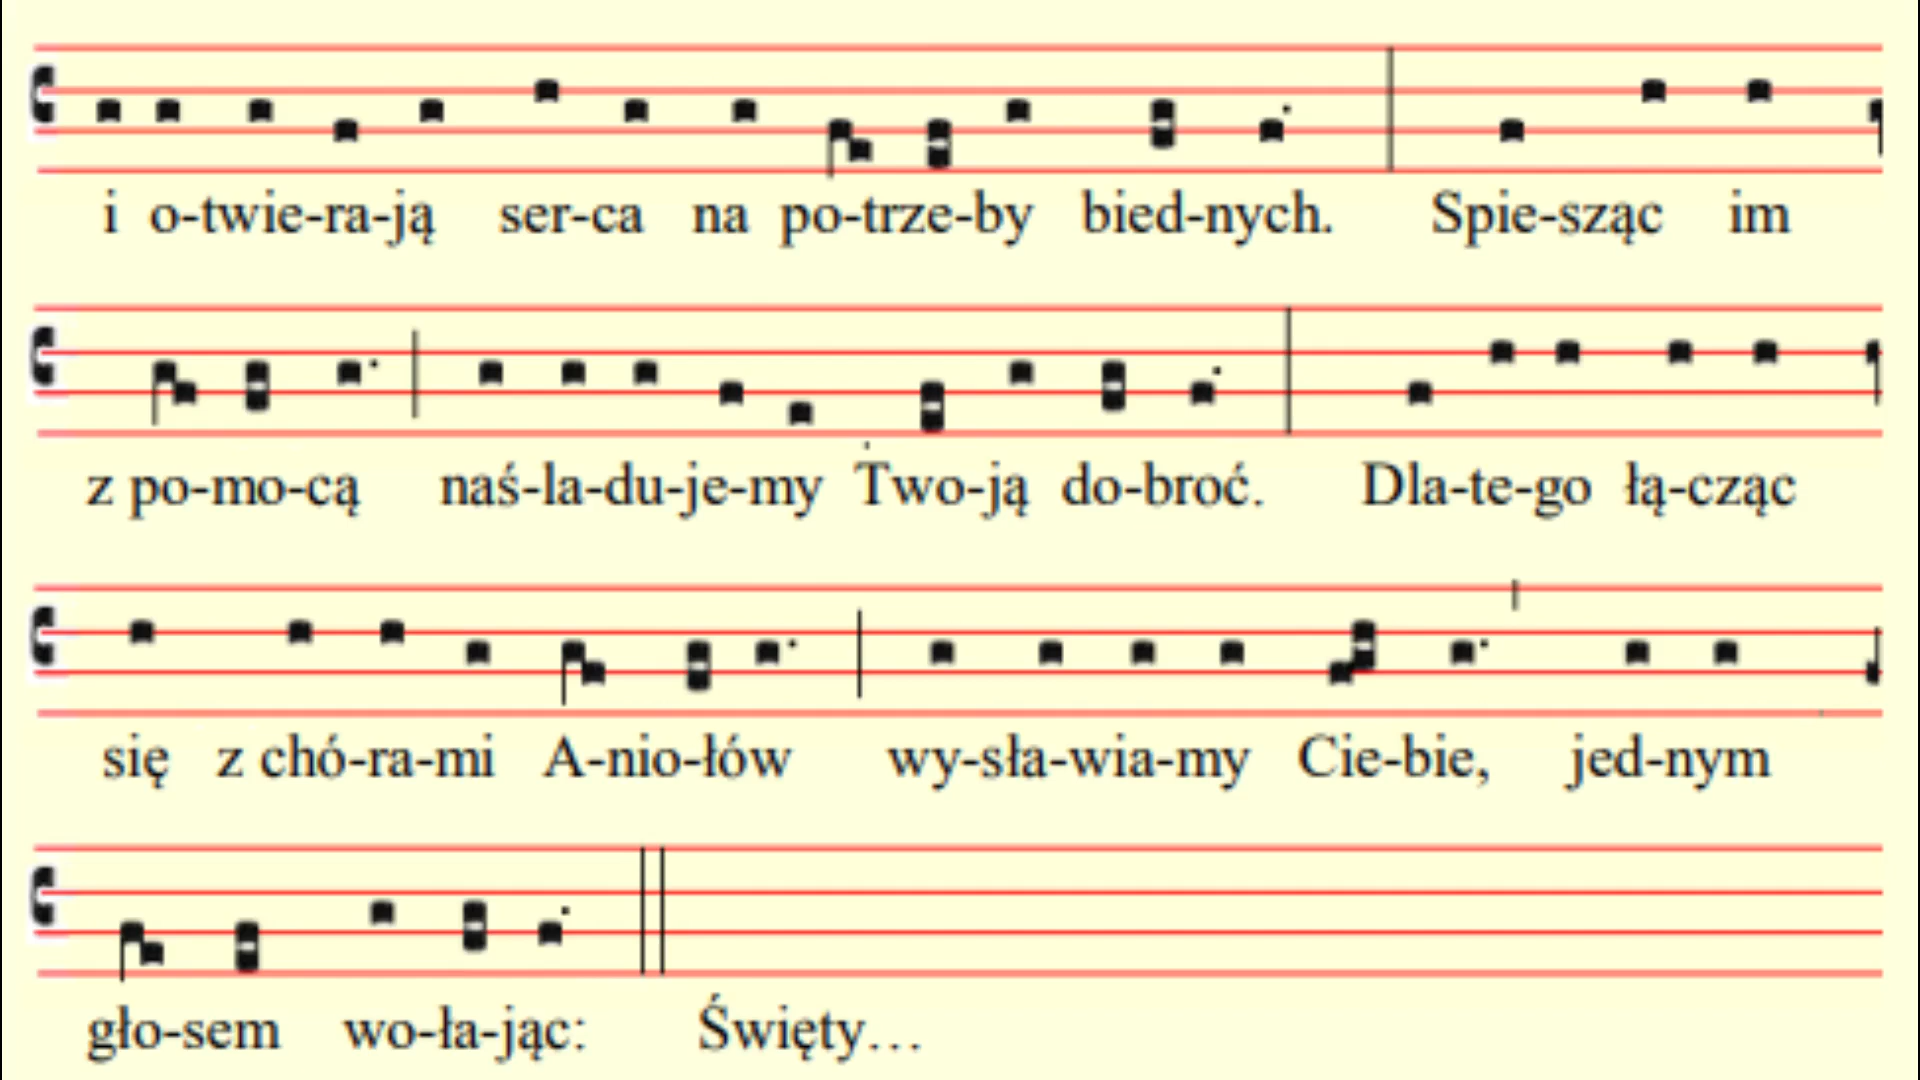 i o-twie-ra-ją ser-ca na po-trze-by bied-nych. Spie-sząc im
z po-mo-cą naś-la-du-je-my Two-ją do-broć. Dla-te-go łą-cząc
się z chó-ra-mi A-nio-łów wy-sła-wia-my Cie-bie, jed-nym
gło-sem wo-ła-jąc: Święty…